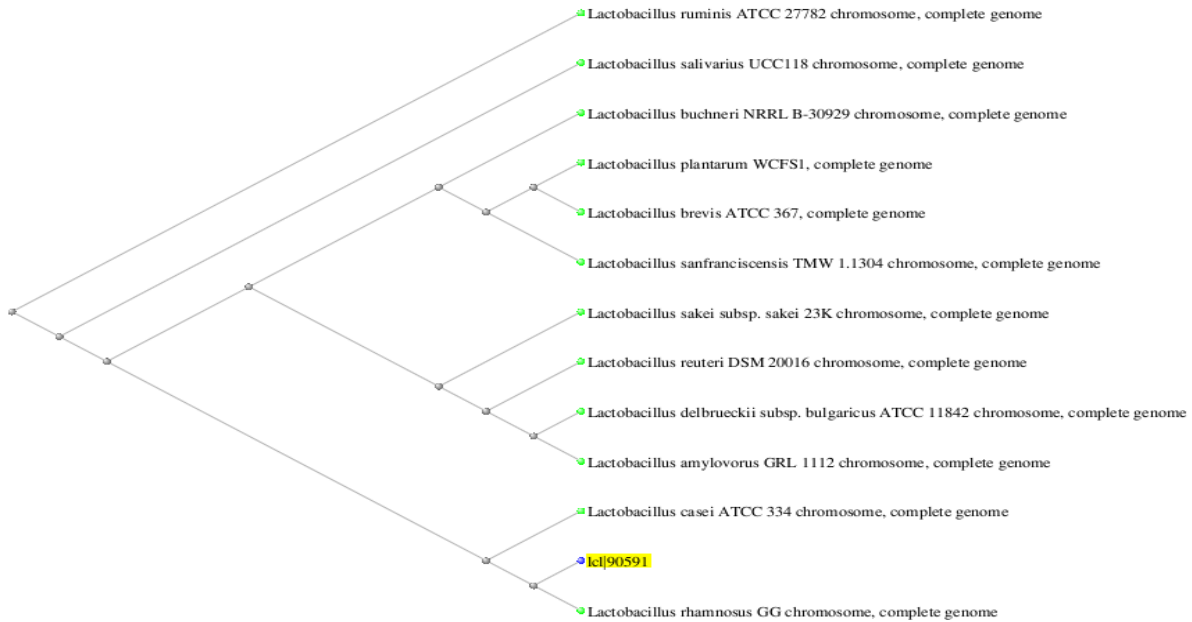 Lactobacillus ruminis ATCC 27782 chromosome, complete genome
Lactobacillus salivarius UCC118 chromosome, complete genome
Lactobacillus buchneri NRRL B-30929 chromosome, complete genome
Lactobacillus plantarum WCFS1, complete genome
Lactobacillus brevis ATCC 367, complete genome
Lactobacillus sanfranciscensis TMW 1.1304 chromosome, complete genome
Lactobacillus sakei subsp. sakei 23K chromosome, complete genome
Lactobacillus reuteri DSM 20016 chromosome, complete genome
Lactobacillus delbrueckii subsp. bulgaricus ATCC 11842 chromosome, complete genome
Lactobacillus amylovorus GRL 1112 chromosome, complete genome
Lactobacillus casei ATCC 334 chromosome, complete genome
lcl|90591
Lactobacillus rhamnosus GG chromosome, complete genome